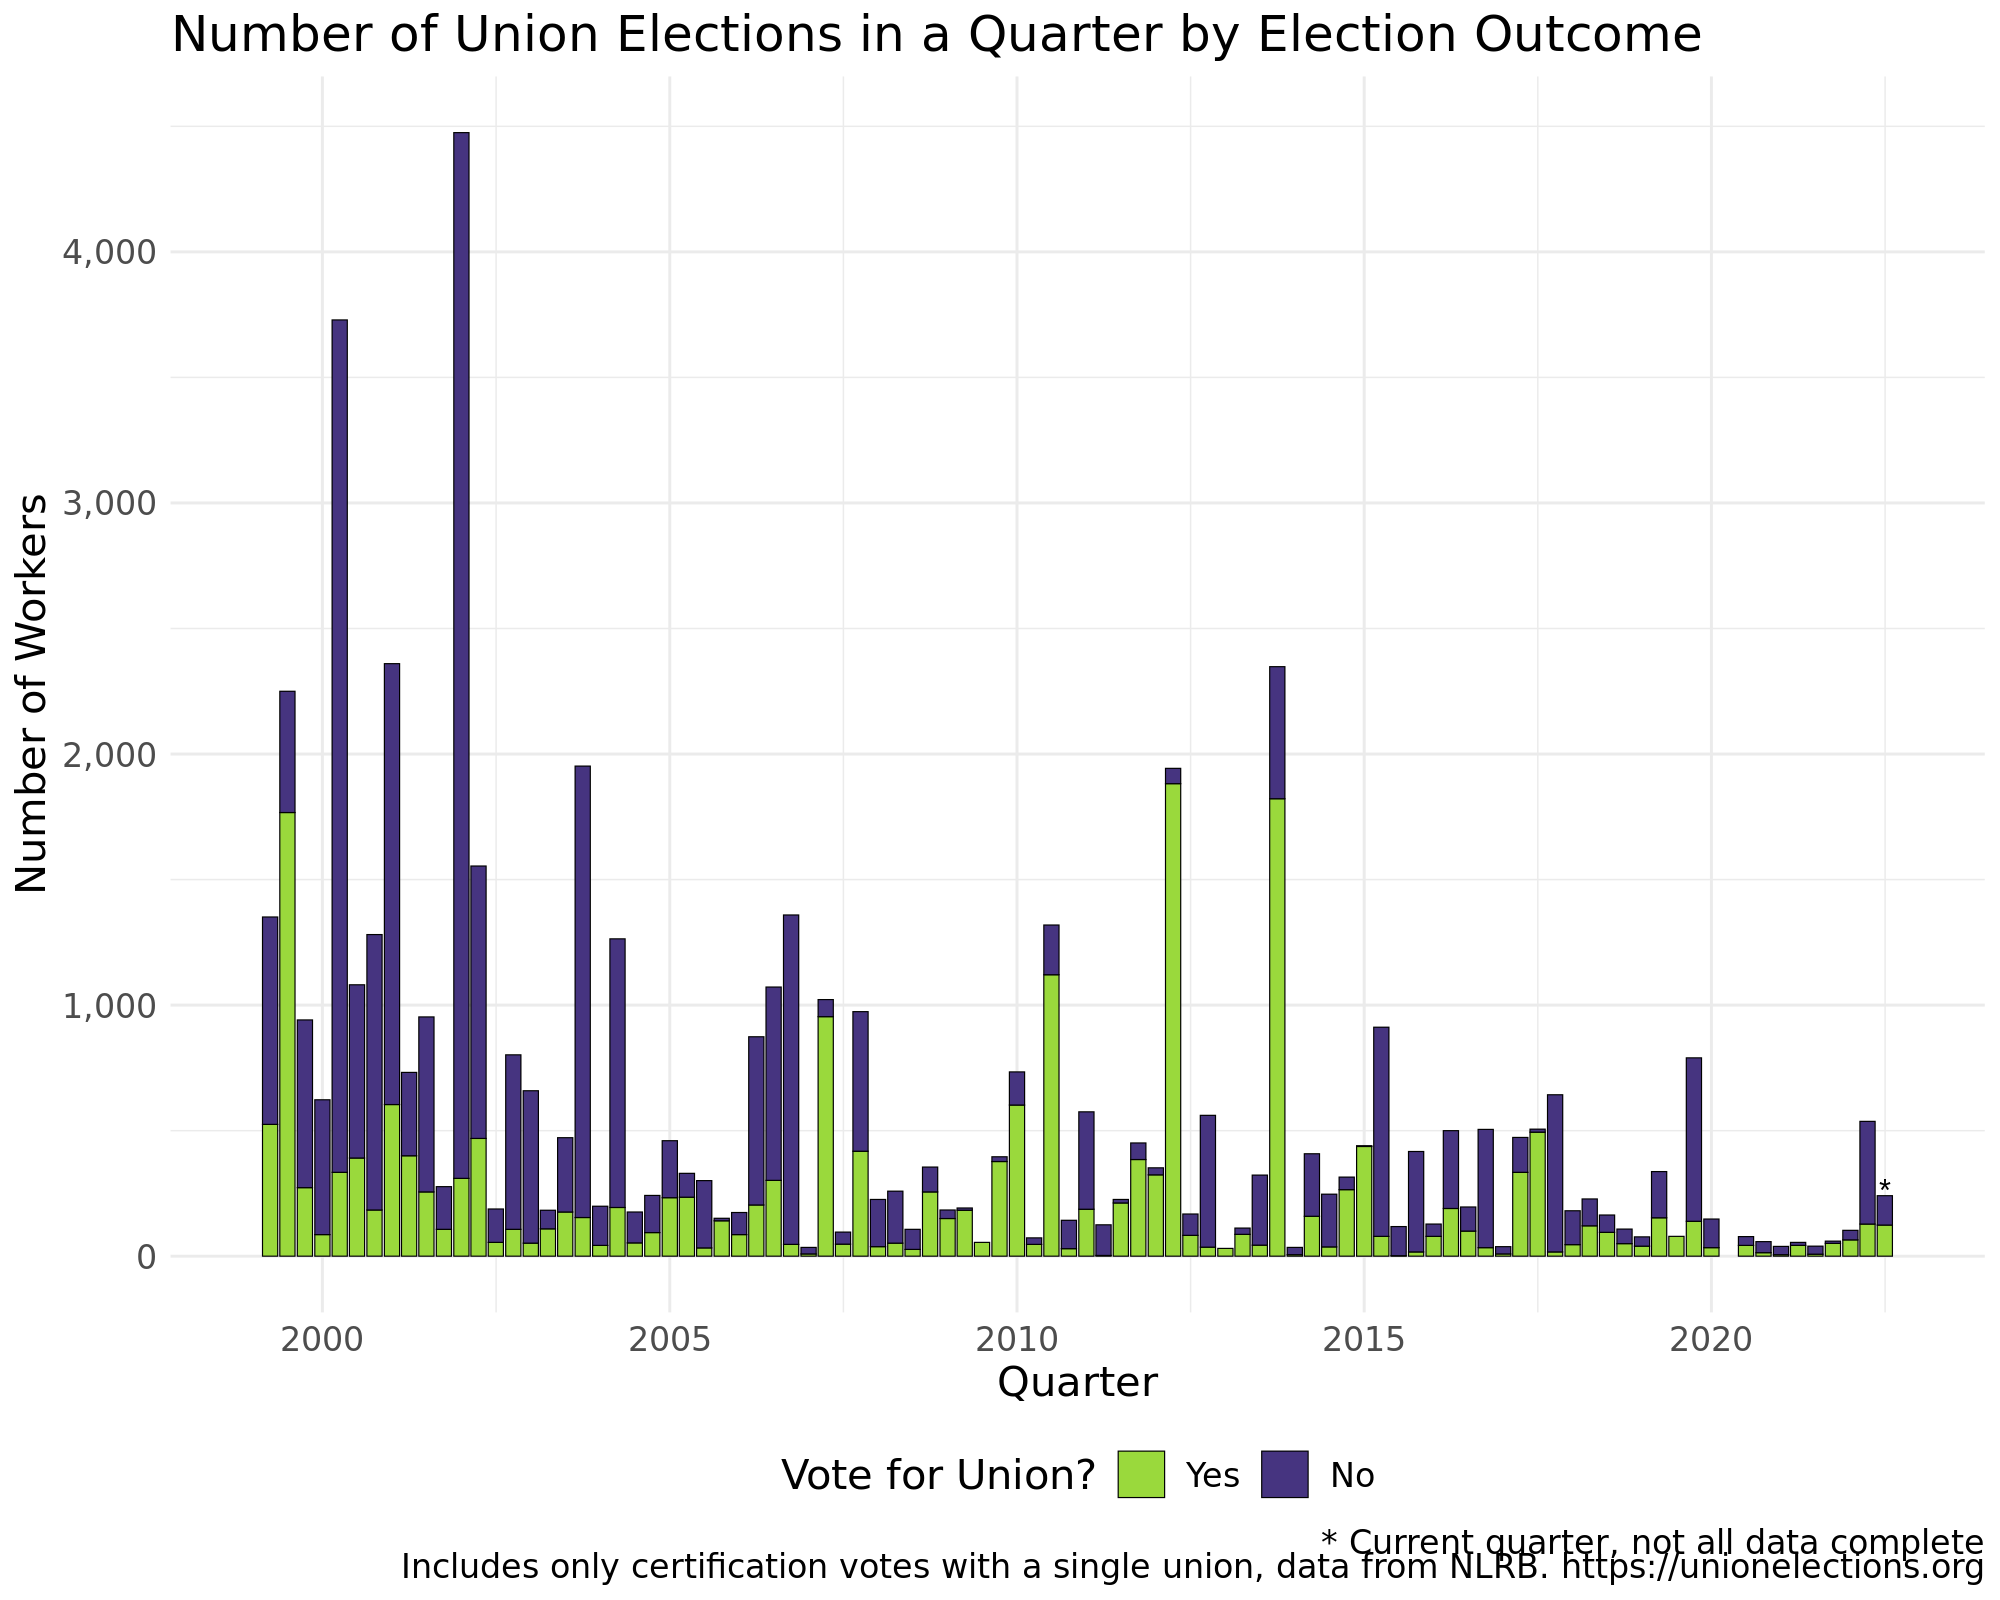 Number of Union Elections in a Quarter by Election Outcome
Number of Workers
4,000
3,000
2,000
1,000
0
*
2000 2005 2010 2015 2020
Quarter
Vote for Union? Yes No
* Current quarter, not all data complete
Includes only certification votes with a single union, data from NLRB. https://unionelections.org